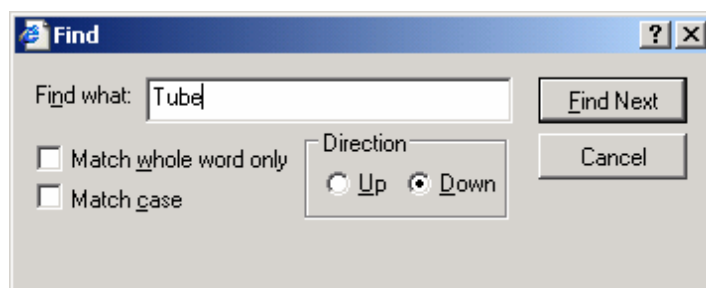 Find
Find what: Tube
Find Next
Match whole word only
Direction
Cancel
Up Down
Match case